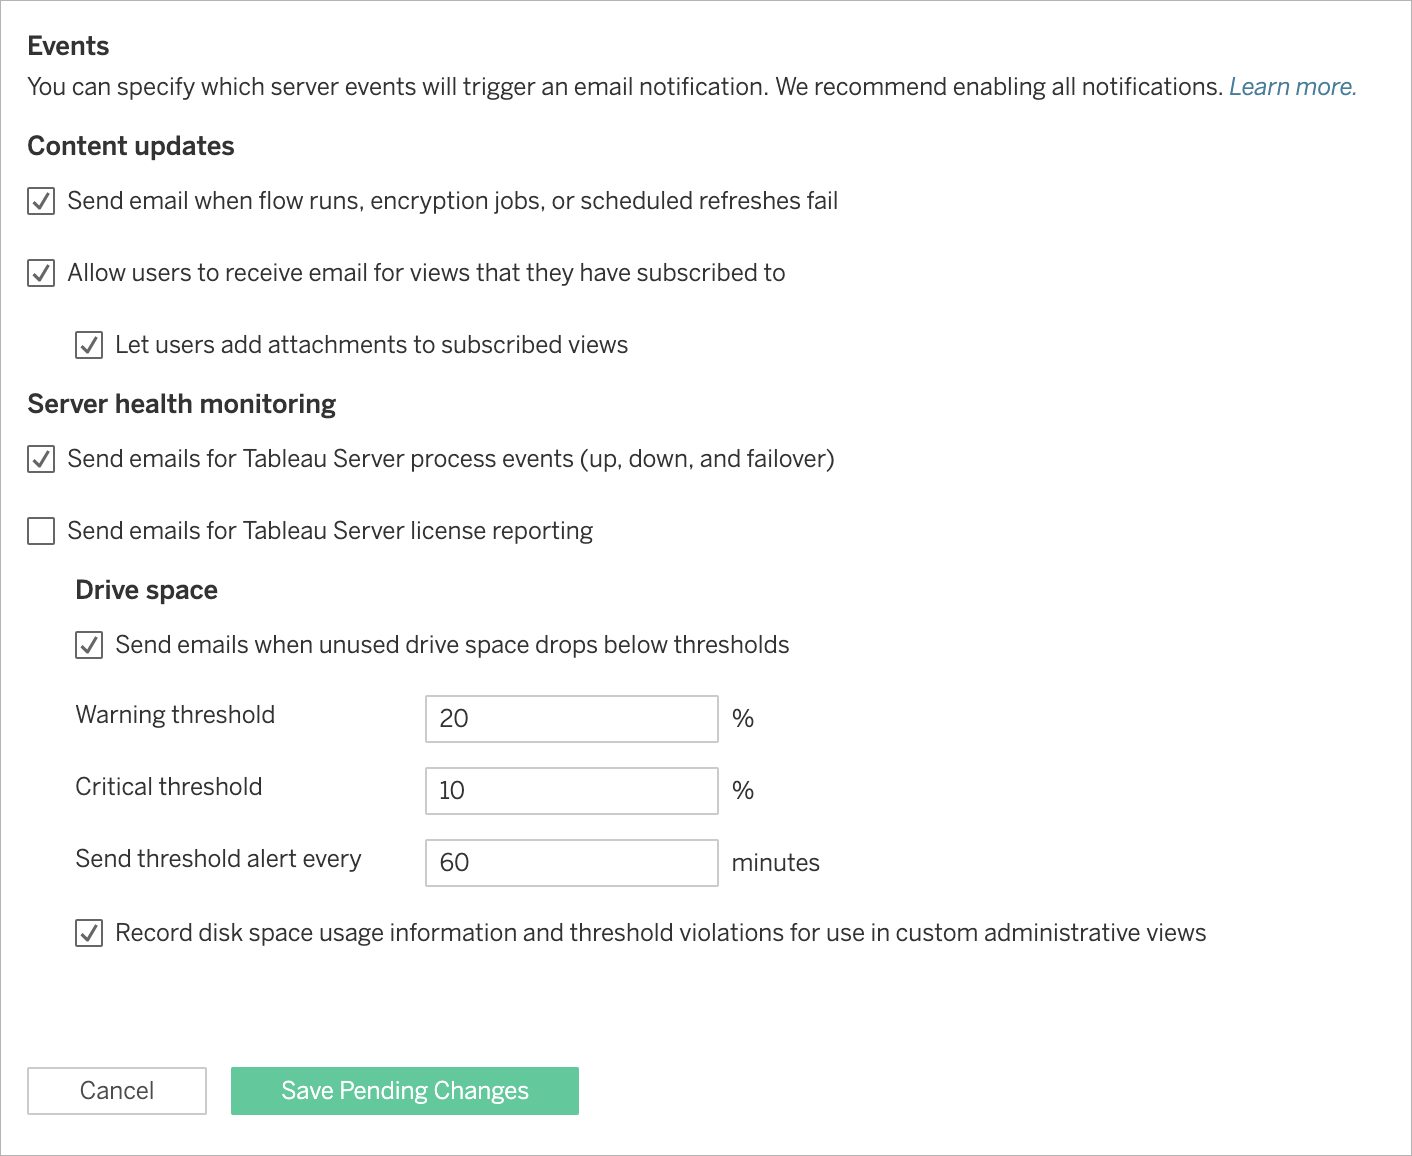 Events
You can specify which server events will trigger an email notification. We recommend enabling all notifications. Learn more.
Content updates
Send email when flow runs, encryption jobs, or scheduled refreshes fail
Allow users to receive email for views that they have subscribed to
Let users add attachments to subscribed views
Server health monitoring
Send emails for Tableau Server process events (up, down, and failover)
Send emails for Tableau Server license reporting
Drive space
Send emails when unused drive space drops below thresholds
Warning threshold 20 %
Critical threshold 10 %
Send threshold alert every 60 minutes
Record disk space usage information and threshold violations for use in custom administrative views
Cancel Save Pending Changes